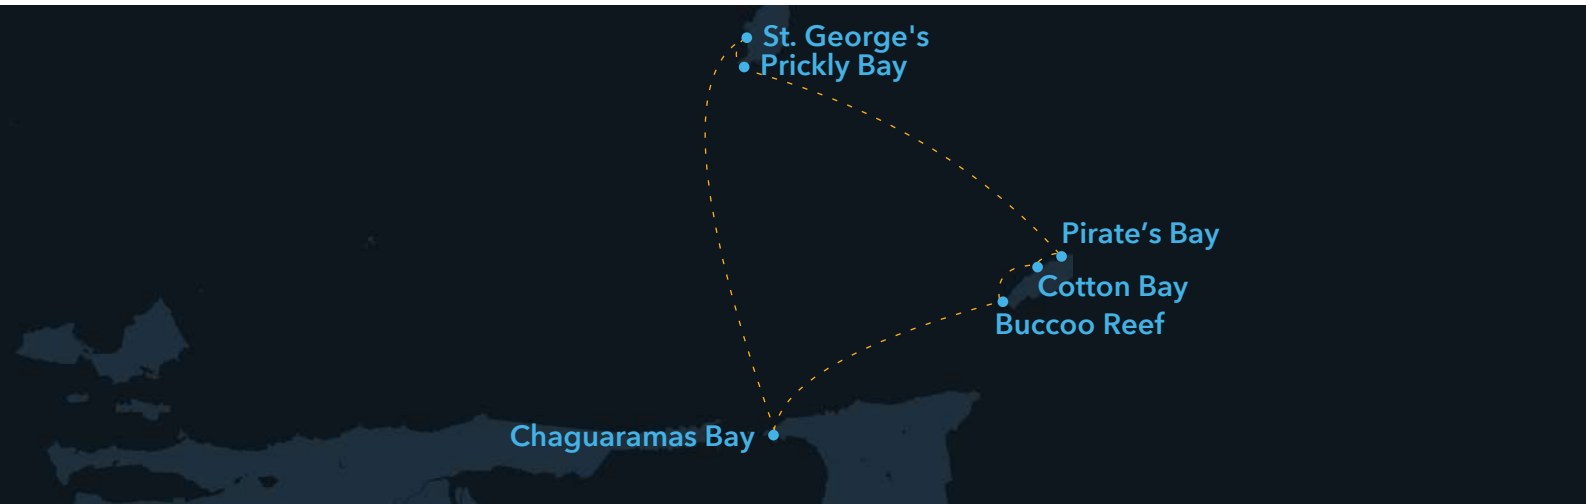 St. George's
Prickly Bay
Pirate’s Bay
Cotton Bay
Buccoo Reef
Chaguaramas Bay